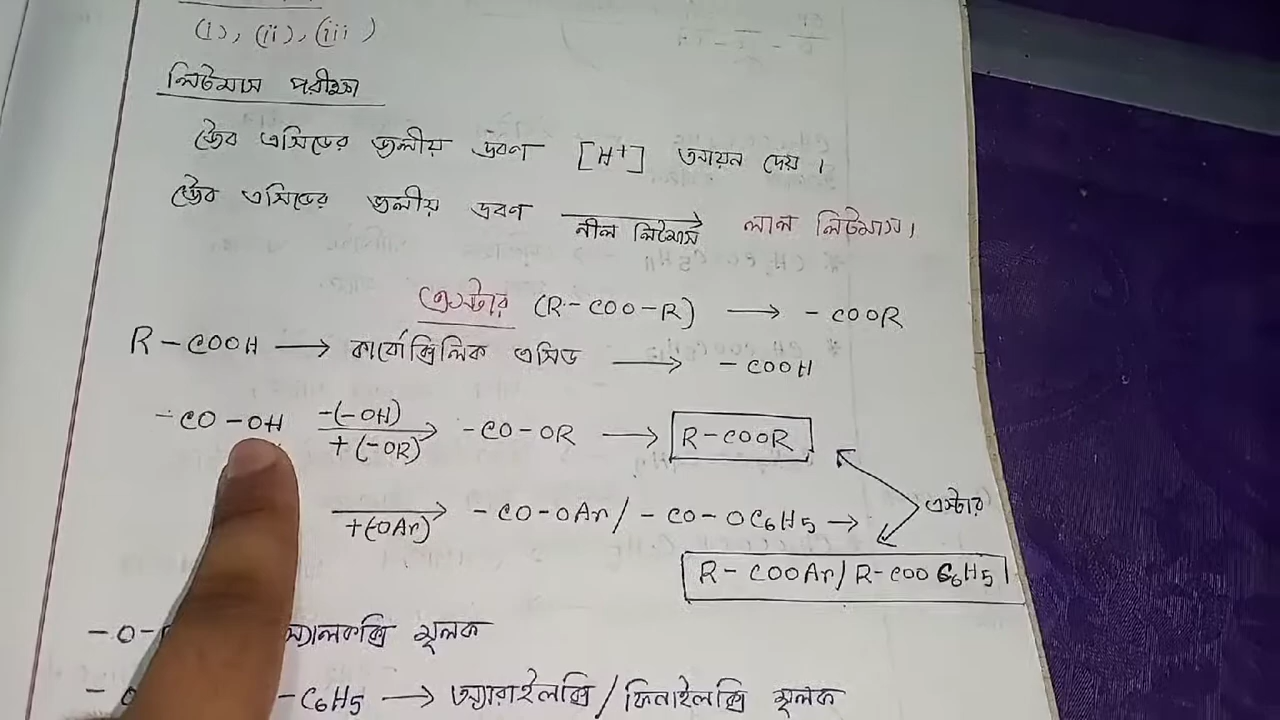 (i), (ii), (iii)
লিটমাস পরীক্ষা
জৈব এসিডের জলীয় দ্রবণ [H+] আয়ন দেয়।
জৈব এসিডের জলীয় দ্রবণ ⟶ নীল লিটমাস লাল লিটমাস।
এস্টার (R-COO-R) ⟶ -COOR
R-COOH ⟶ কার্বোক্সিলিক এসিড ⟶ -COOH
-CO-OH -(-OH) ⟶ +(-OR) -CO-OR ⟶ R-COOR
এস্টার
⟶ +(-OAr) -CO-OAr/-CO-OC6H5 →
R-COOAr/R-COOC6H5
-O- অ্যালকক্সি মূলক
- -C6H5 ⟶ অ্যারাইলক্সি/ফিনাইলক্সি মূলক